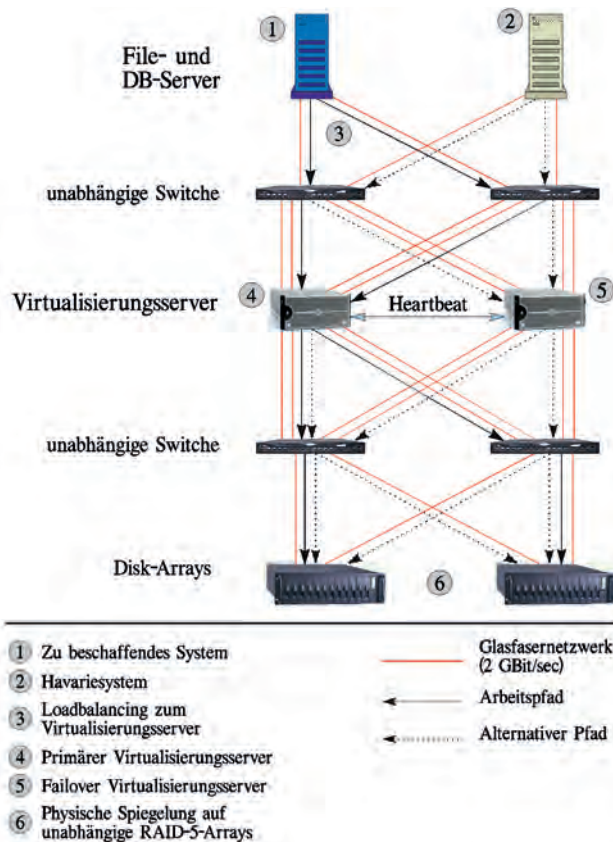 1
2
File- und
DB-Server
3
unabhängige Switche
Virtualisierungsserver
4
Heartbeat
5
unabhängige Switche
Disk-Arrays
6
1 Zu beschaffendes System
2 Havariesystem
3 Loadbalancing zum
Virtualisierungsserver
4 Primärer Virtualisierungsserver
5 Failover Virtualisierungsserver
6 Physische Spiegelung auf
unabhängige RAID-5-Arrays
Glasfasernetzwerk
(2 GBit/sec)
Arbeitspfad
Alternativer Pfad